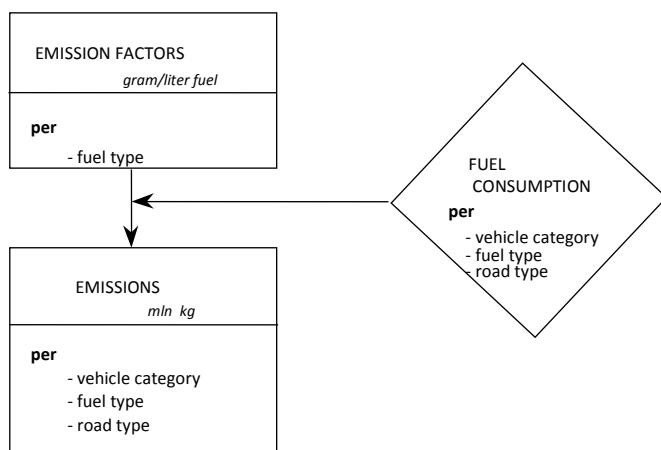 EMISSION FACTORS
gram/liter fuel
per
- fuel type
FUEL
CONSUMPTION
per
- vehicle category
- fuel type
- road type
EMISSIONS
mln kg
per
- vehicle category
- fuel type
- road type